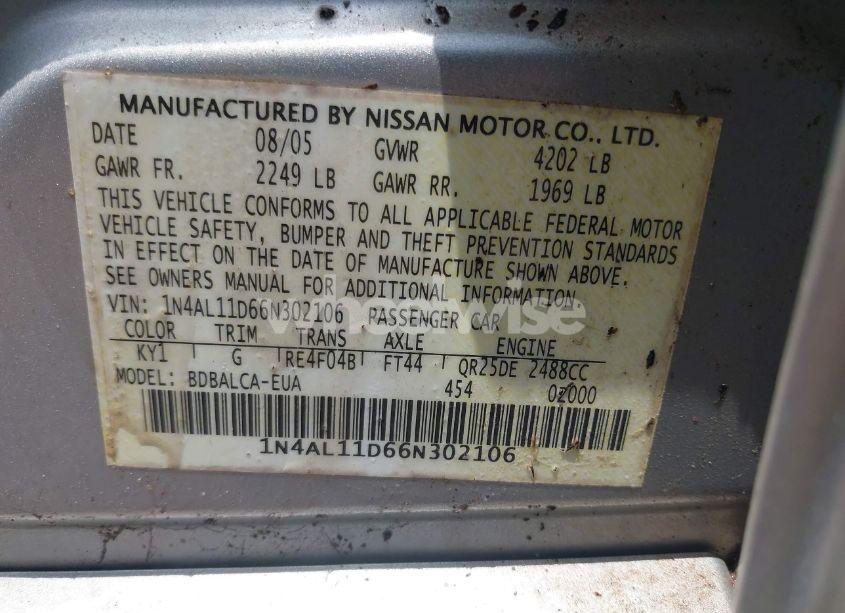 MANUFACTURED BY NISSAN MOTOR CO., LTD.
DATE 08/05 GVWR 4202 LB
GAWR FR. 2249 LB GAWR RR. 1969 LB
THIS VEHICLE CONFORMS TO ALL APPLICABLE FEDERAL MOTOR
VEHICLE SAFETY, BUMPER AND THEFT PREVENTION STANDARDS
IN EFFECT ON THE DATE OF MANUFACTURE SHOWN ABOVE.
SEE OWNERS MANUAL FOR ADDITIONAL INFORMATION.
VIN: 1N4AL11D66N302106 PASSENGER CAR
COLOR TRIM TRANS AXLE ENGINE
KY1 G RE4F04B FT44 QR25DE 2488CC
MODEL: BDBALCA-EUA 454 0Z000
1N4AL11D66N302106